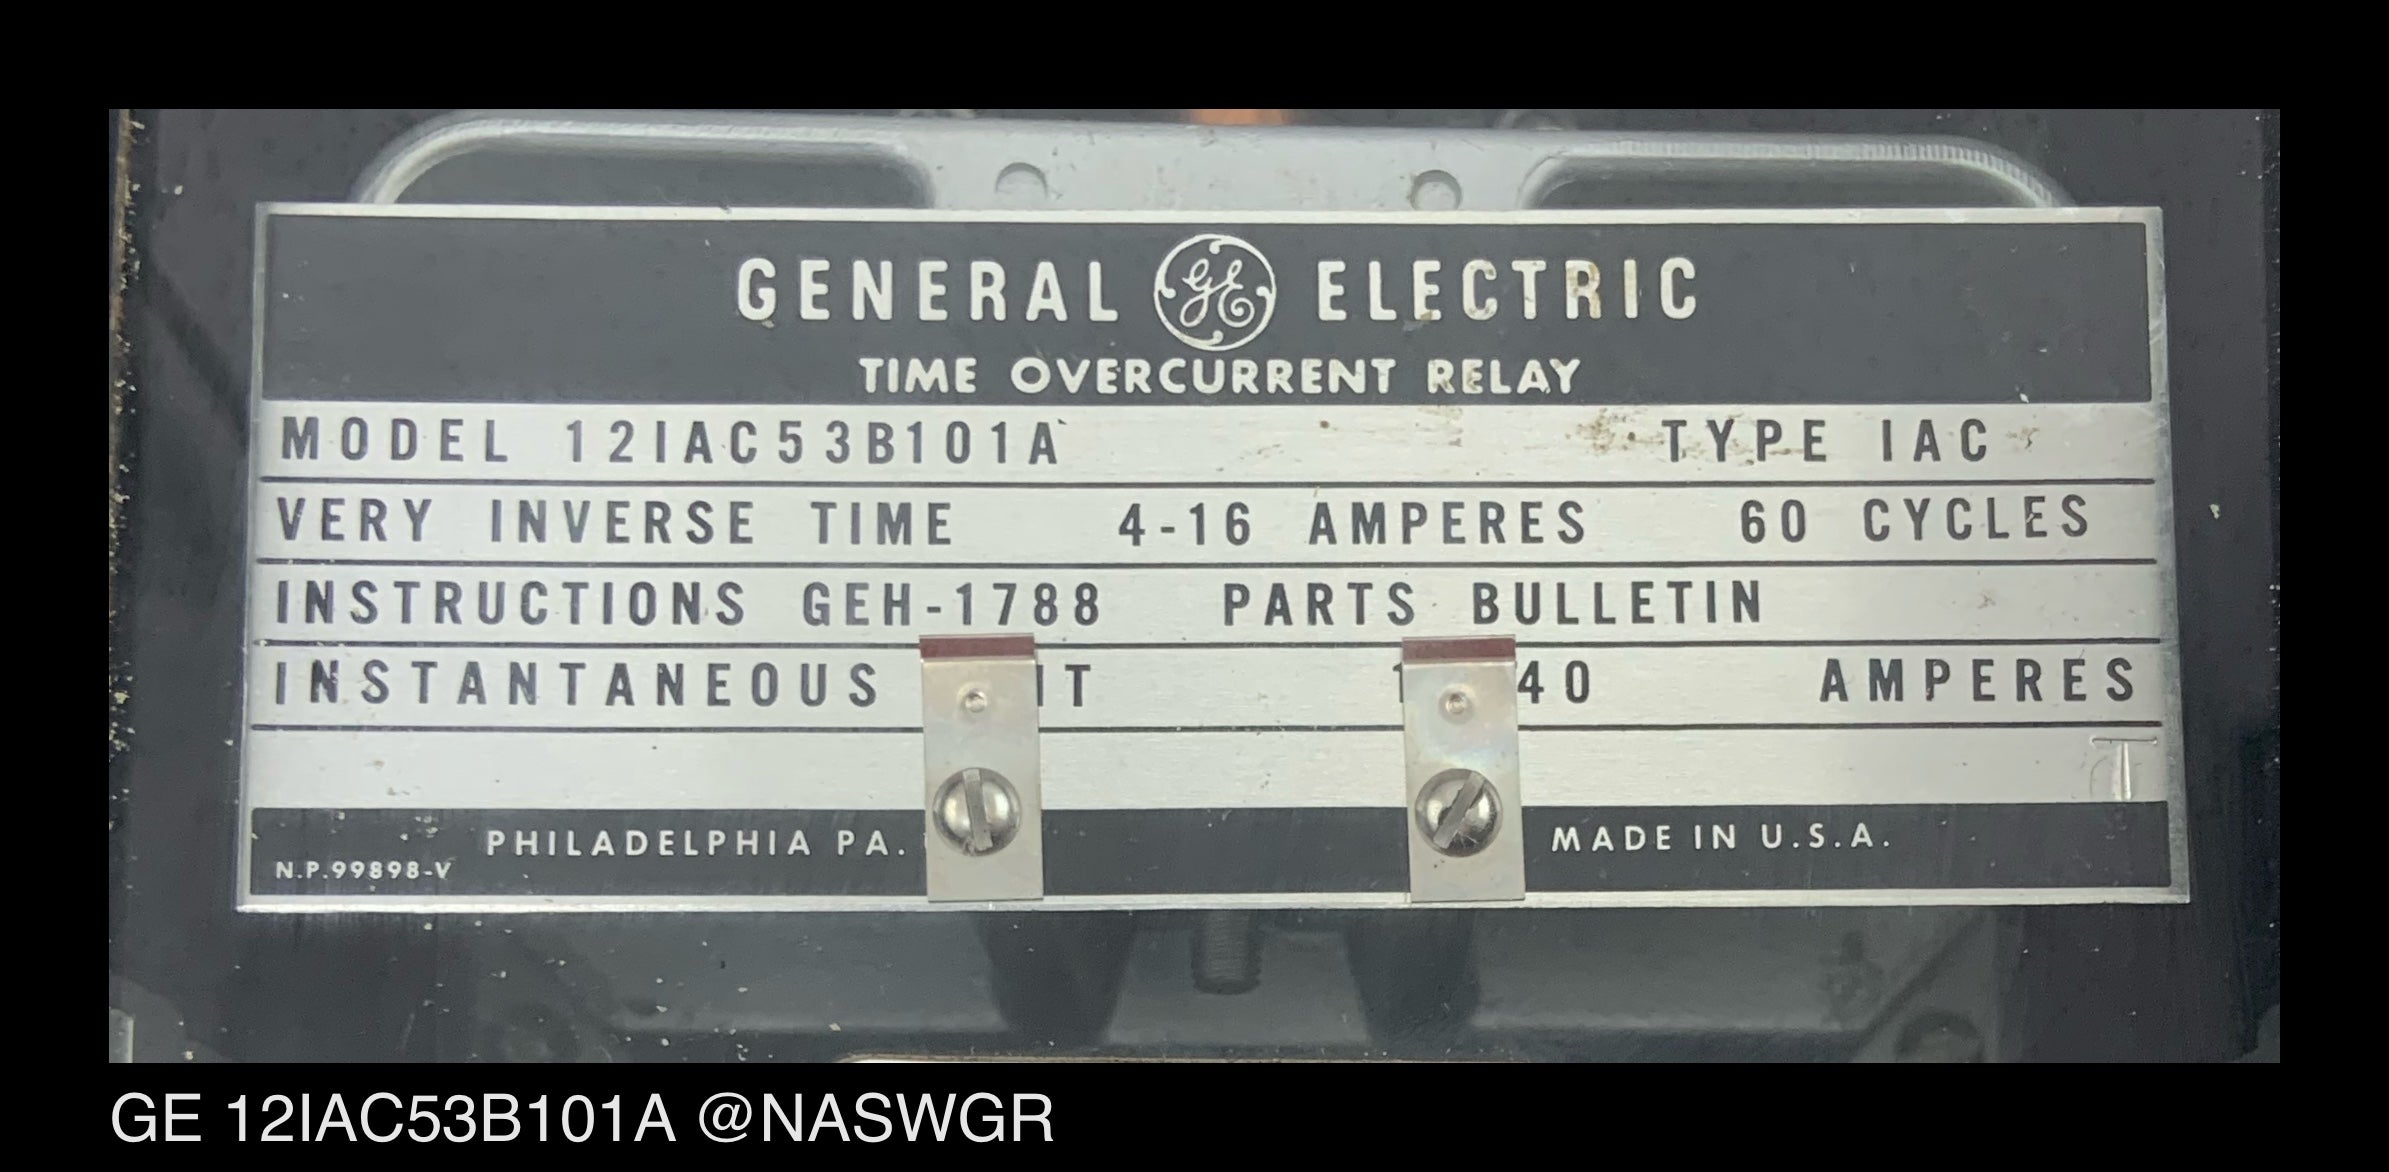 GENERAL GE ELECTRIC
TIME OVERCURRENT RELAY
MODEL 12IAC53B101A TYPE IAC
VERY INVERSE TIME 4-16 AMPERES 60 CYCLES
INSTRUCTIONS GEH-1788 PARTS BULLETIN
INSTANTANEOUS 40 AMPERES
T
PHILADELPHIA PA. MADE IN U.S.A.
N.P.99898-V
GE 12IAC53B101A @NASWGR